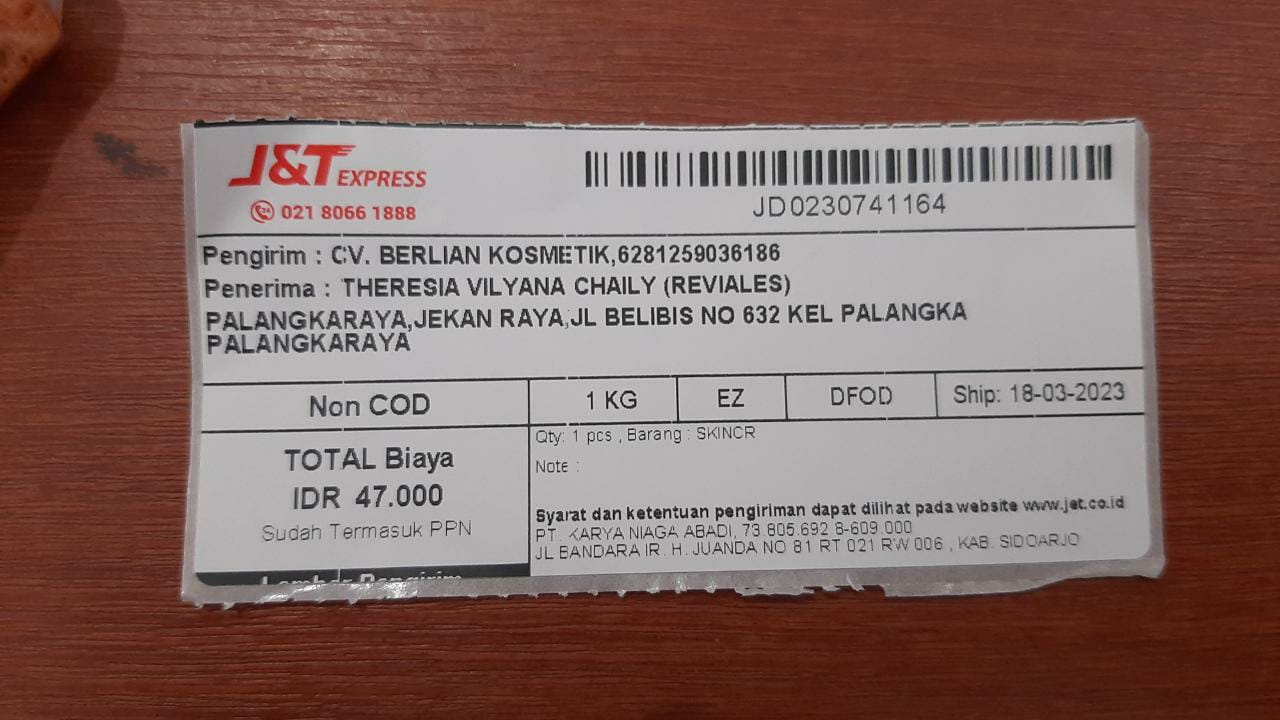 J&T EXPRESS
021 8066 1888
JD0230741164
Pengirim : CV. BERLIAN KOSMETIK,6281259036186
Penerima : THERESIA VILYANA CHAILY (REVIALES)
PALANGKARAYA,JEKAN RAYA,JL BELIBIS NO 632 KEL PALANGKA
PALANGKARAYA
Non COD
1 KG
EZ
DFOD
Ship: 18-03-2023
TOTAL Biaya
IDR 47.000
Sudah Termasuk PPN
Qty: 1 pcs , Barang : SKINCR
Note :
Syarat dan ketentuan pengiriman dapat dilihat pada website www.jet.co.id
PT. KARYA NIAGA ABADI, 73.805.692.8-609.000
JL BANDARA IR. H. JUANDA NO 81 RT 021 RW 006 , KAB. SIDOARJO
Lembar Pengirim